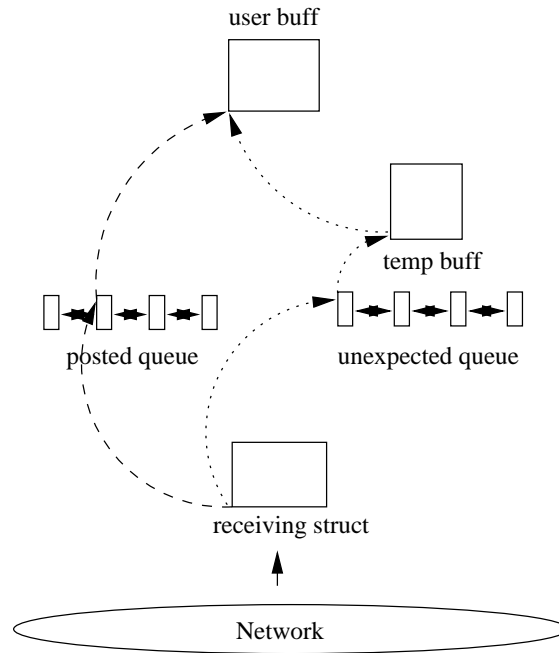 user buff
temp buff
posted queue
unexpected queue
receiving struct
Network